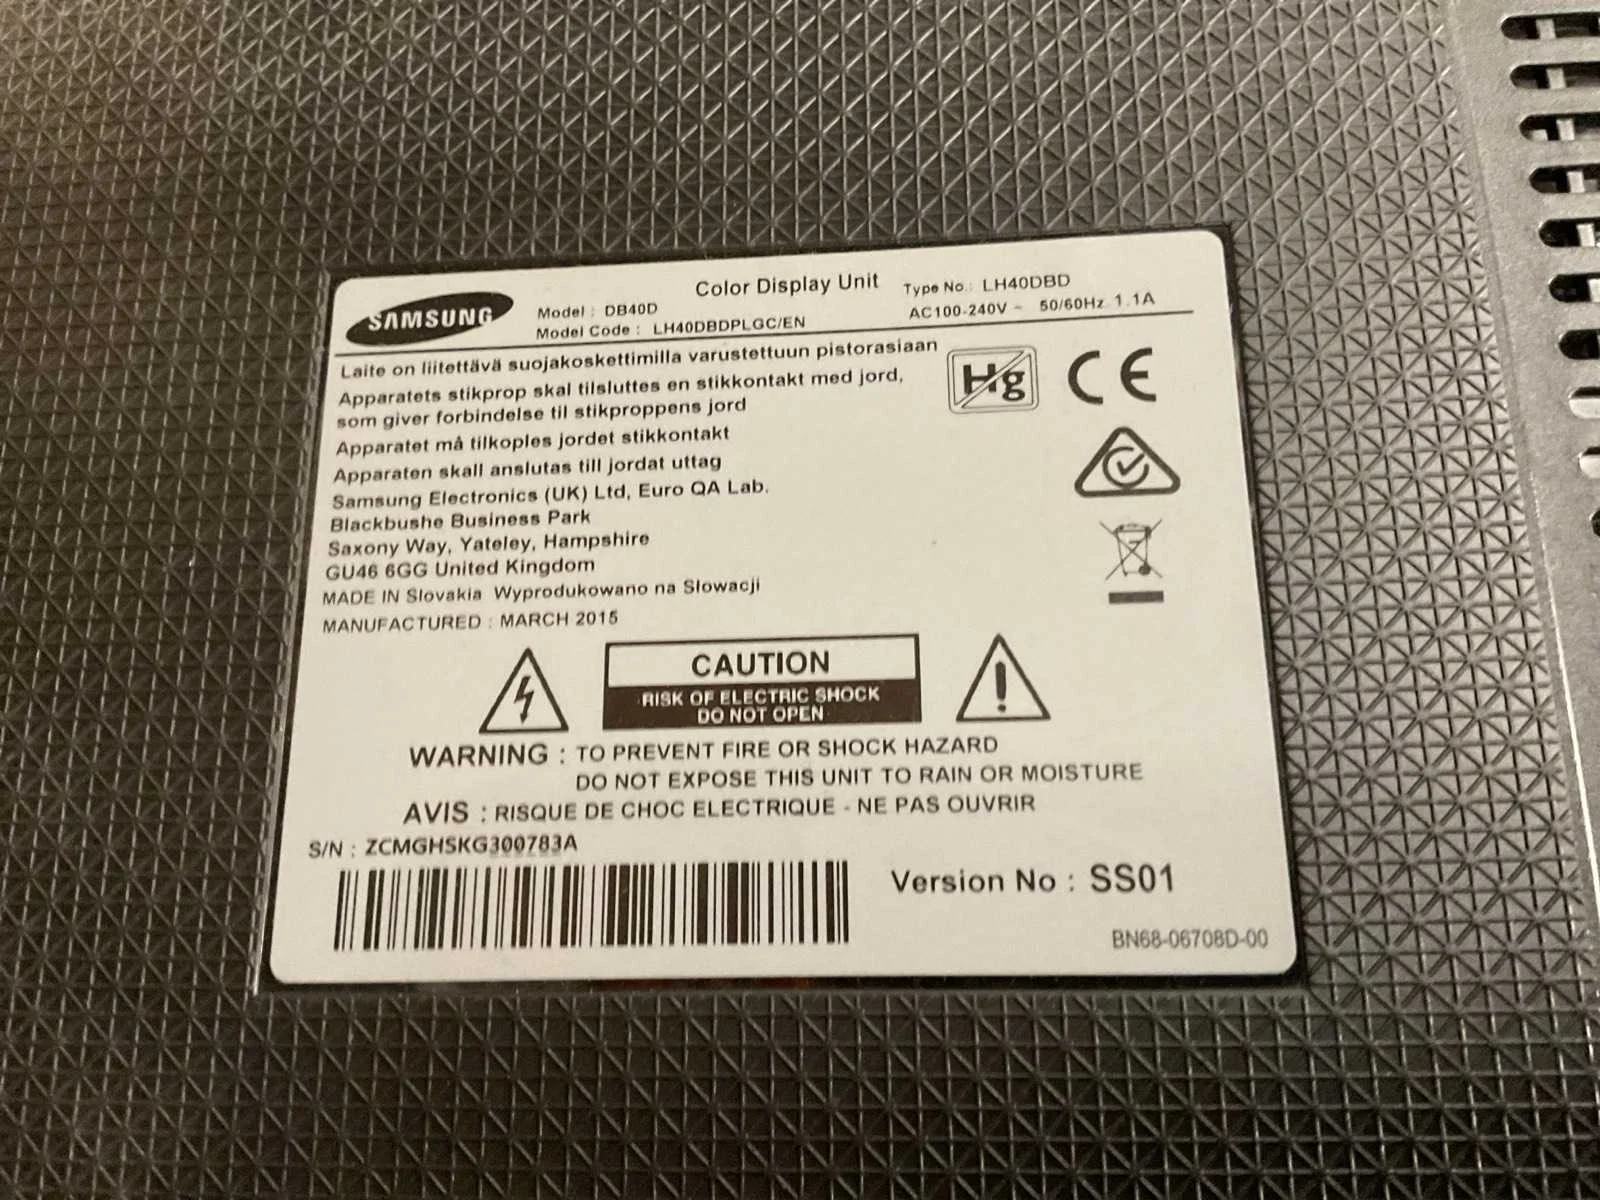 SAMSUNG
Color Display Unit
Model : DB40D
Type No.: LH40DBD
Model Code : LH40DBDPLGC/EN
AC100-240V ~ 50/60Hz 1.1A
Laite on liitettävä suojakoskettimilla varustettuun pistorasiaan
Apparatets stikprop skal tilsluttes en stikkontakt med jord,
som giver forbindelse til stikproppens jord
Apparatet må tilkoples jordet stikkontakt
Apparaten skall anslutas till jordat uttag
Hg
CE
Samsung Electronics (UK) Ltd, Euro QA Lab.
Blackbushe Business Park
Saxony Way, Yateley, Hampshire
GU46 6GG United Kingdom
MADE IN Slovakia Wyprodukowano na Słowacji
MANUFACTURED : MARCH 2015
CAUTION
RISK OF ELECTRIC SHOCK
DO NOT OPEN
WARNING : TO PREVENT FIRE OR SHOCK HAZARD
DO NOT EXPOSE THIS UNIT TO RAIN OR MOISTURE
AVIS : RISQUE DE CHOC ELECTRIQUE - NE PAS OUVRIR
S/N : ZCMGHSKG300783A
Version No : SS01
BN68-06708D-00